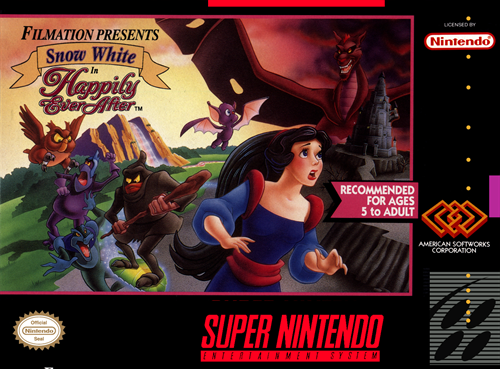 FILMATION PRESENTS
SNOW WHITE
In
Happily
Ever After™
LICENSED BY
Nintendo®
RECOMMENDED
FOR AGES
5 to ADULT
AMERICAN SOFTWORKS
CORPORATION
Official
Nintendo
Seal
SUPER NINTENDO
ENTERTAINMENT SYSTEM